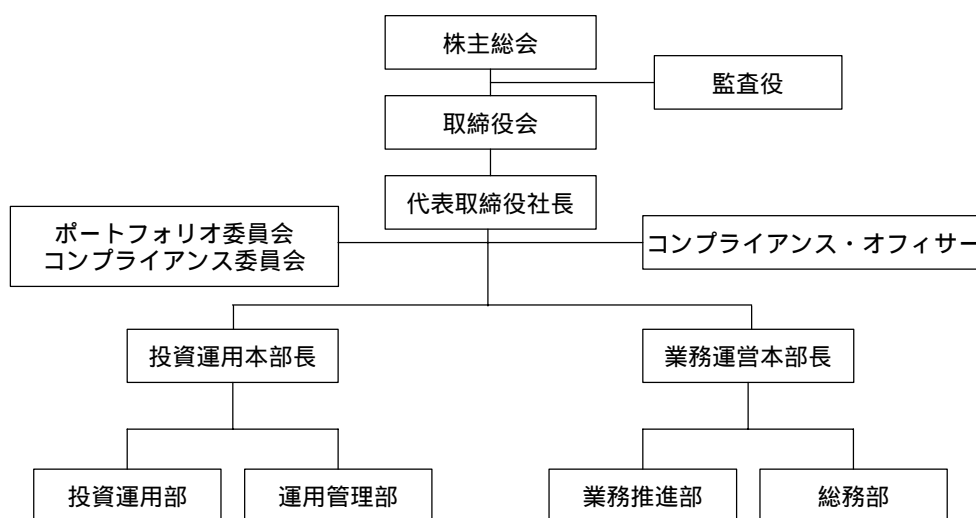 株主総会
監査役
取締役会
代表取締役社長
ポートフォリオ委員会
コンプライアンス委員会
コンプライアンス・オフィサー
投資運用本部長
業務運営本部長
投資運用部
運用管理部
業務推進部
総務部